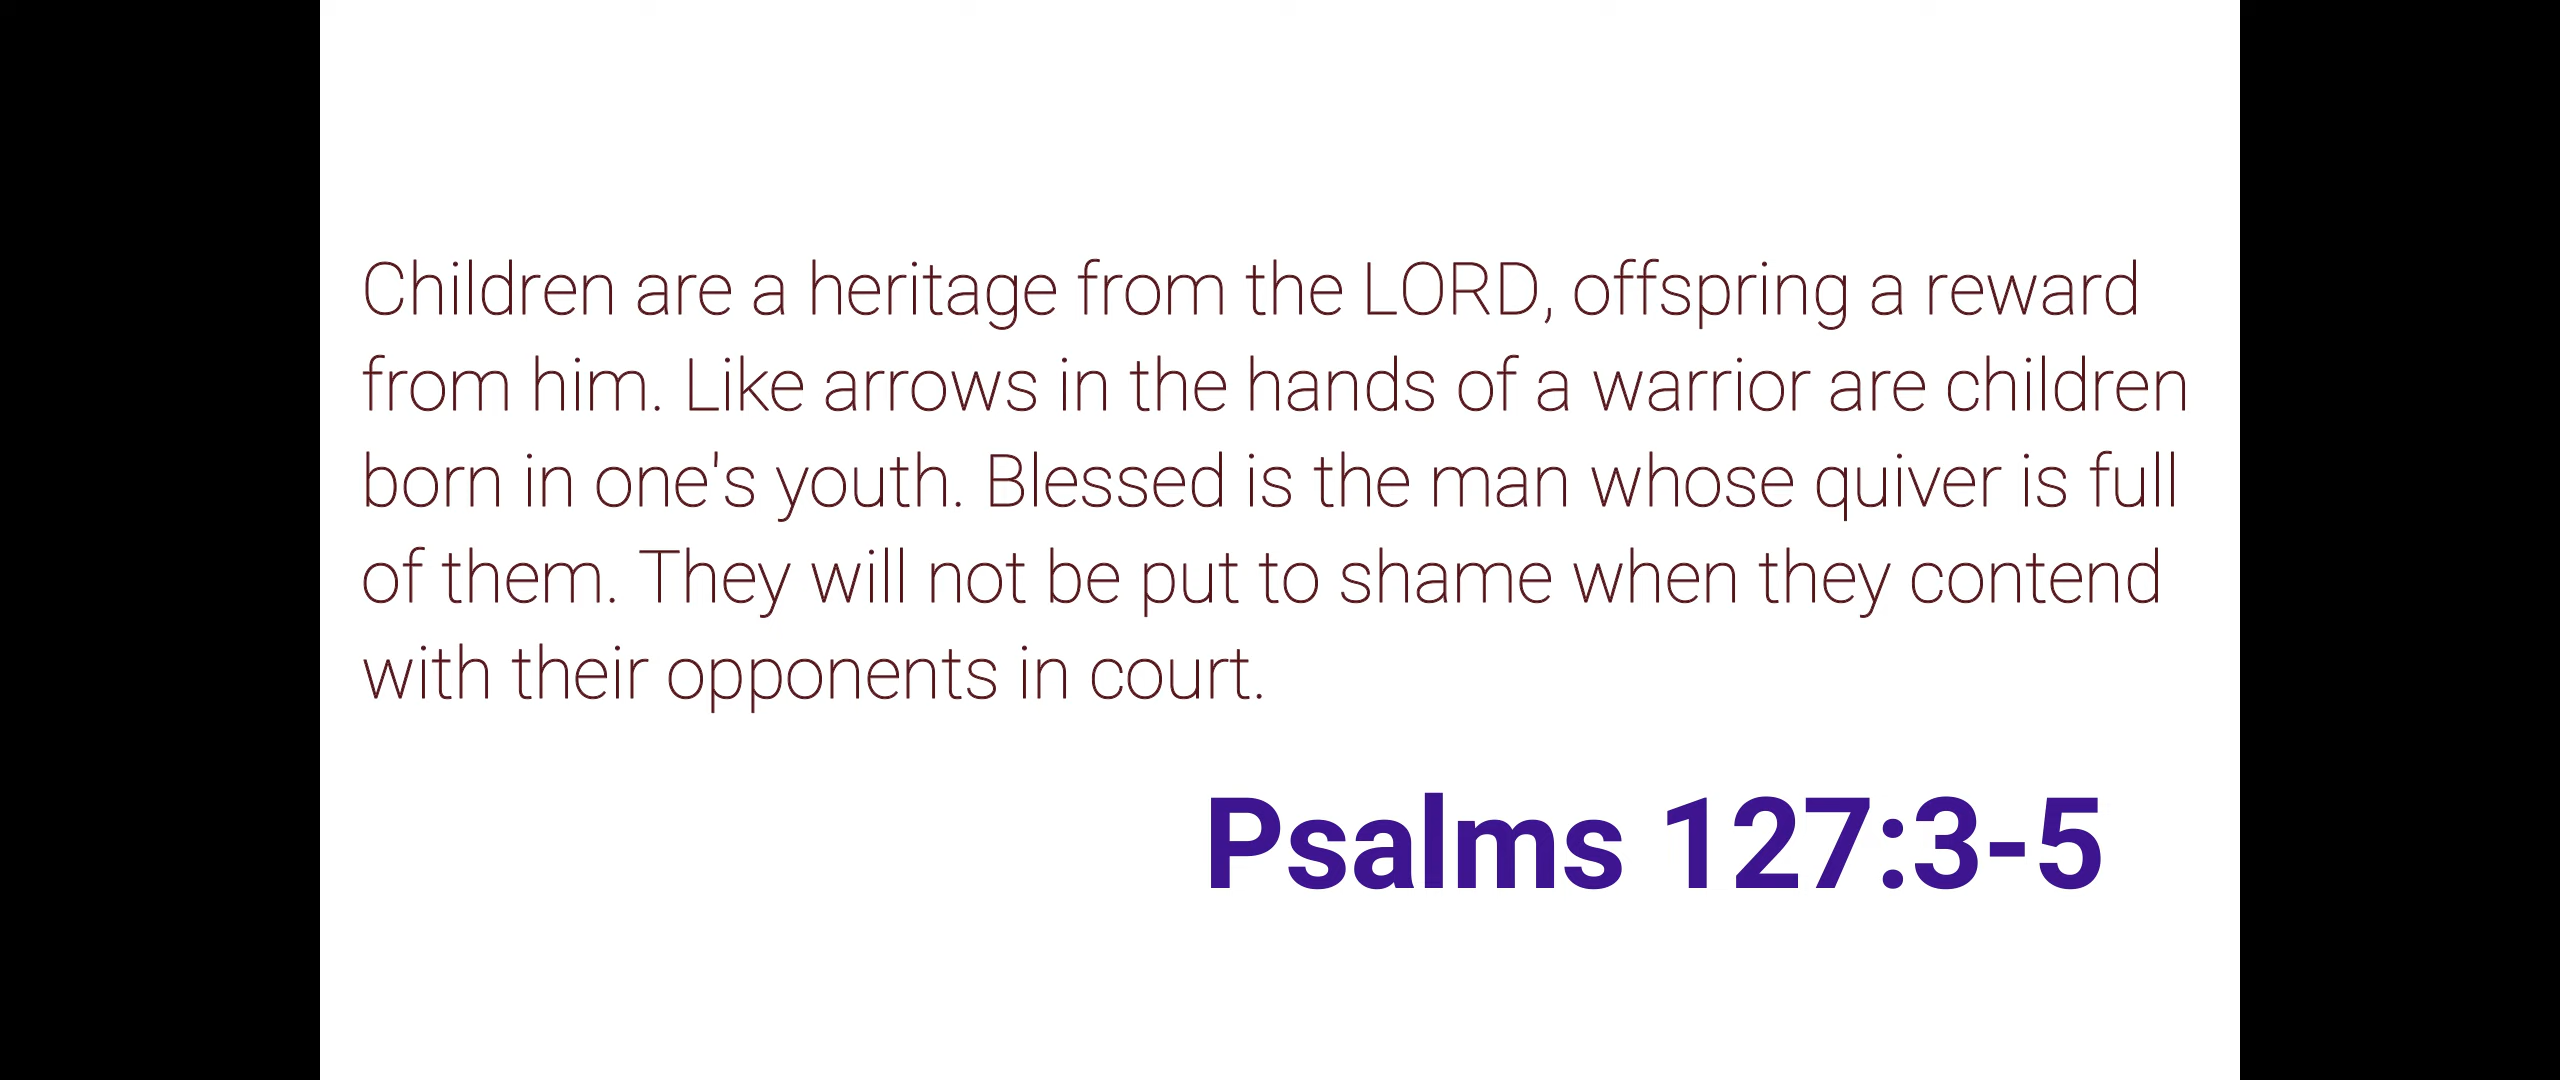 Children are a heritage from the LORD, offspring a reward
from him. Like arrows in the hands of a warrior are children
born in one's youth. Blessed is the man whose quiver is full
of them. They will not be put to shame when they contend
with their opponents in court.
Psalms 127:3-5